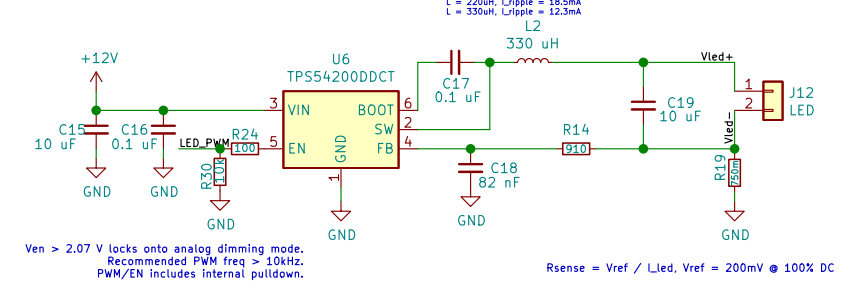 L = 220uH, I_ripple = 18.5mA
L = 330uH, I_ripple = 12.3mA
L2
330 uH
+12V
U6
TPS54200DDCT
Vled+
C17
0.1 uF
J12
LED
1
2
3
VIN
BOOT
6
C15
10 uF
C16
0.1 uF
LED_PWM
R24
100
5
EN
GND
SW
2
FB
4
1
C19
10 uF
Vled-
R14
910
R30
10k
C18
82 nF
R19
750m
GND
GND
GND
GND
GND
GND
Ven > 2.07 V locks onto analog dimming mode.
Recommended PWM freq > 10kHz.
PWM/EN includes internal pulldown.
Rsense = Vref / I_led, Vref = 200mV @ 100% DC